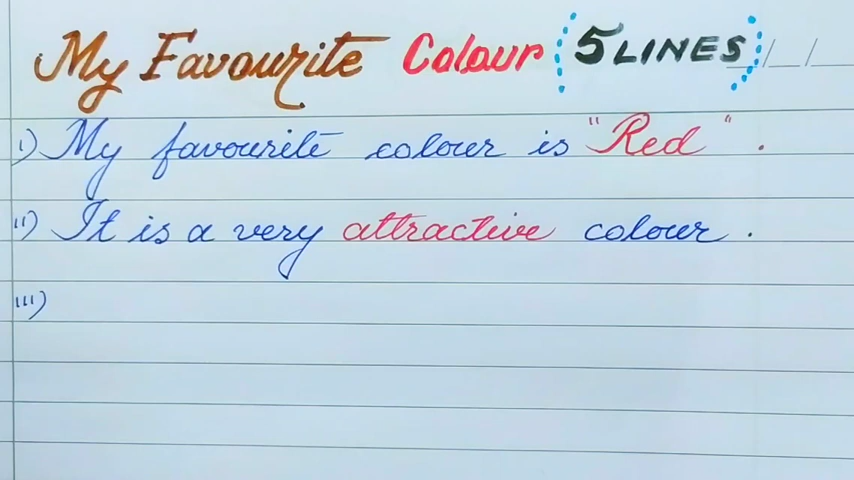 My Favourite Colour (5 LINES)
i) My favourite colour is "Red".
ii) It is a very attractive colour.
iii)